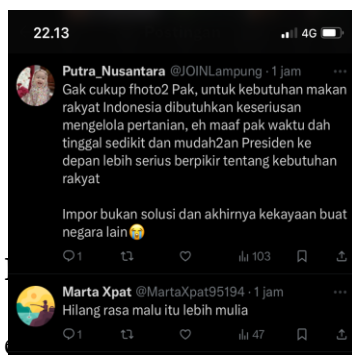 22.13
4G
Putra_Nusantara @JOINLampung · 1 jam
Gak cukup fhoto2 Pak, untuk kebutuhan makan
rakyat Indonesia dibutuhkan keseriusan
mengelola pertanian, eh maaf pak waktu dah
tinggal sedikit dan mudah2an Presiden ke
depan lebih serius berpikir tentang kebutuhan
rakyat
Impor bukan solusi dan akhirnya kekayaan buat
negara lain😭
1 103
Marta Xpat @MartaXpat95194 · 1 jam
Hilang rasa malu itu lebih mulia
1 47